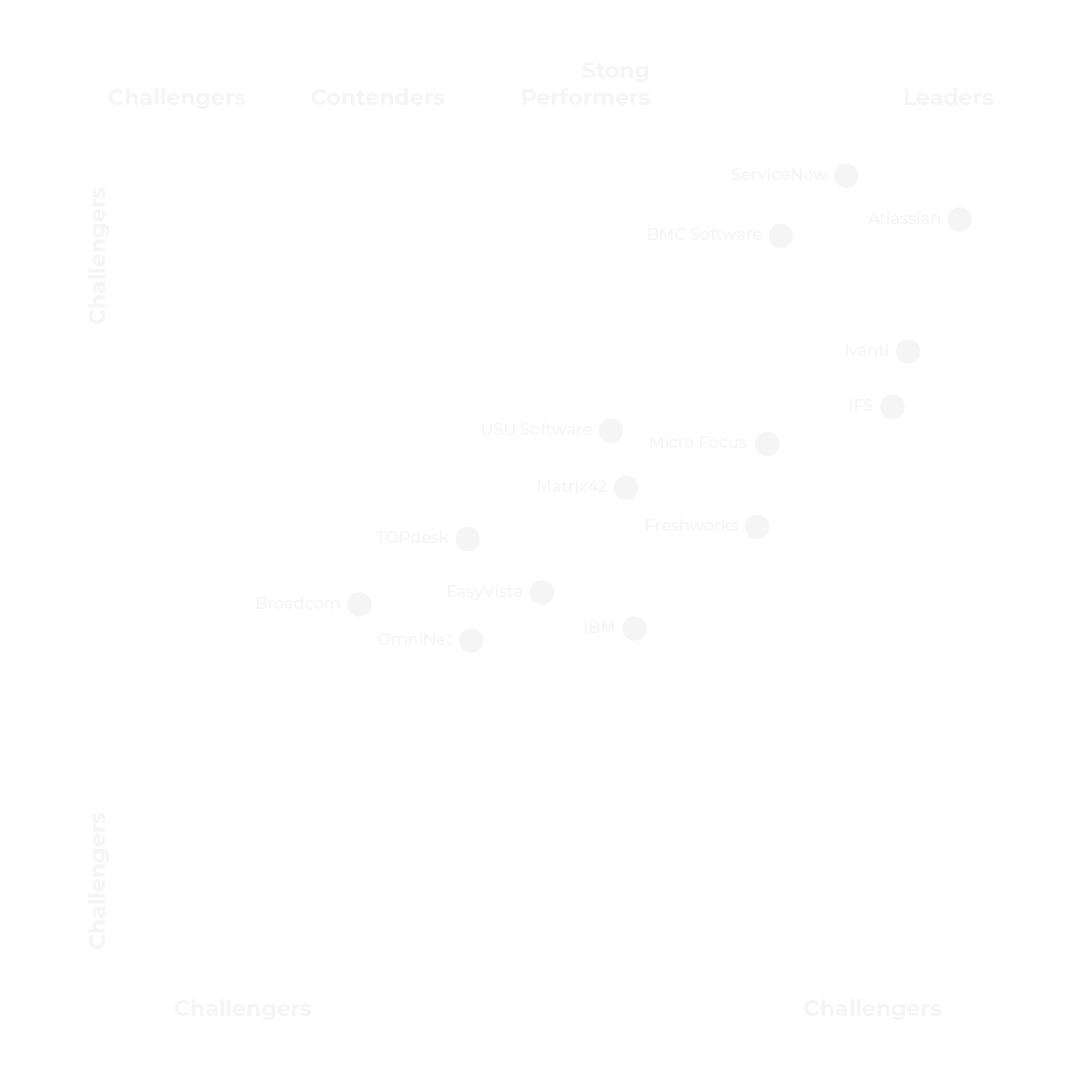 Stong
Challengers
Contenders
Performers
Leaders
ServiceNow
Challengers
Atlassian
BMC Software
Ivanti
IFS
USU Software
Micro Focus
Matrix42
Freshworks
TOPdesk
EasyVista
Broadcom
IBM
OmniNet
Challengers
Challengers
Challengers